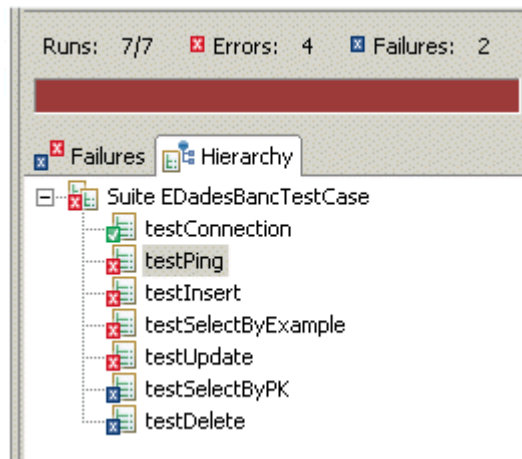 Runs: 7/7 Errors: 4 Failures: 2
Failures Hierarchy
Suite EDadesBancTestCase
testConnection
testPing
testInsert
testSelectByExample
testUpdate
testSelectByPK
testDelete